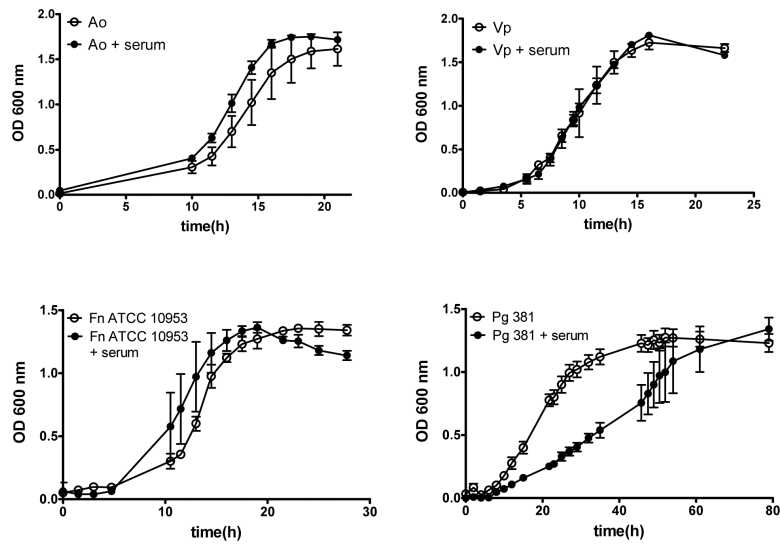 Ao
Ao + serum
OD 600 nm
2.0
1.5
1.0
0.5
0.0
0 5 10 15 20
time(h)
Vp
Vp + serum
OD 600 nm
2.0
1.5
1.0
0.5
0.0
0 5 10 15 20 25
time(h)
Fn ATCC 10953
Fn ATCC 10953
+ serum
OD 600 nm
1.5
1.0
0.5
0.0
0 10 20 30
time(h)
Pg 381
Pg 381 + serum
OD 600 nm
1.5
1.0
0.5
0.0
0 20 40 60 80
time(h)